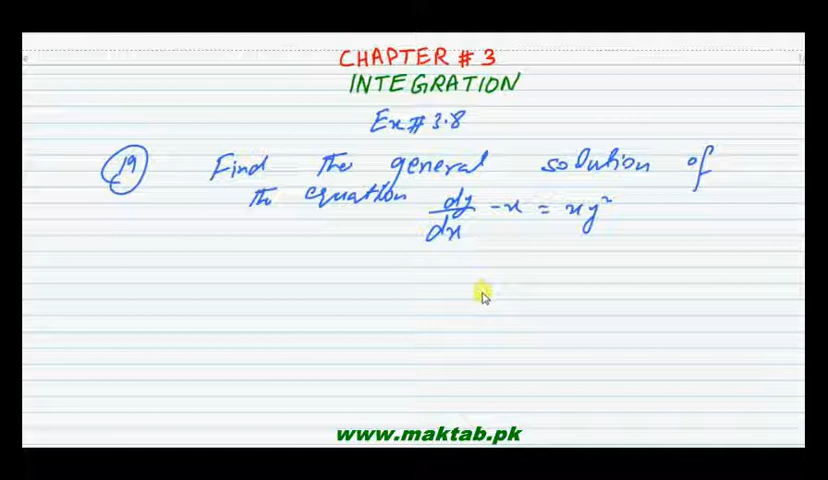 CHAPTER # 3
INTEGRATION
Ex# 3.8
19 Find the general solution of
the equation dy/dx - x = xy²
www.maktab.pk